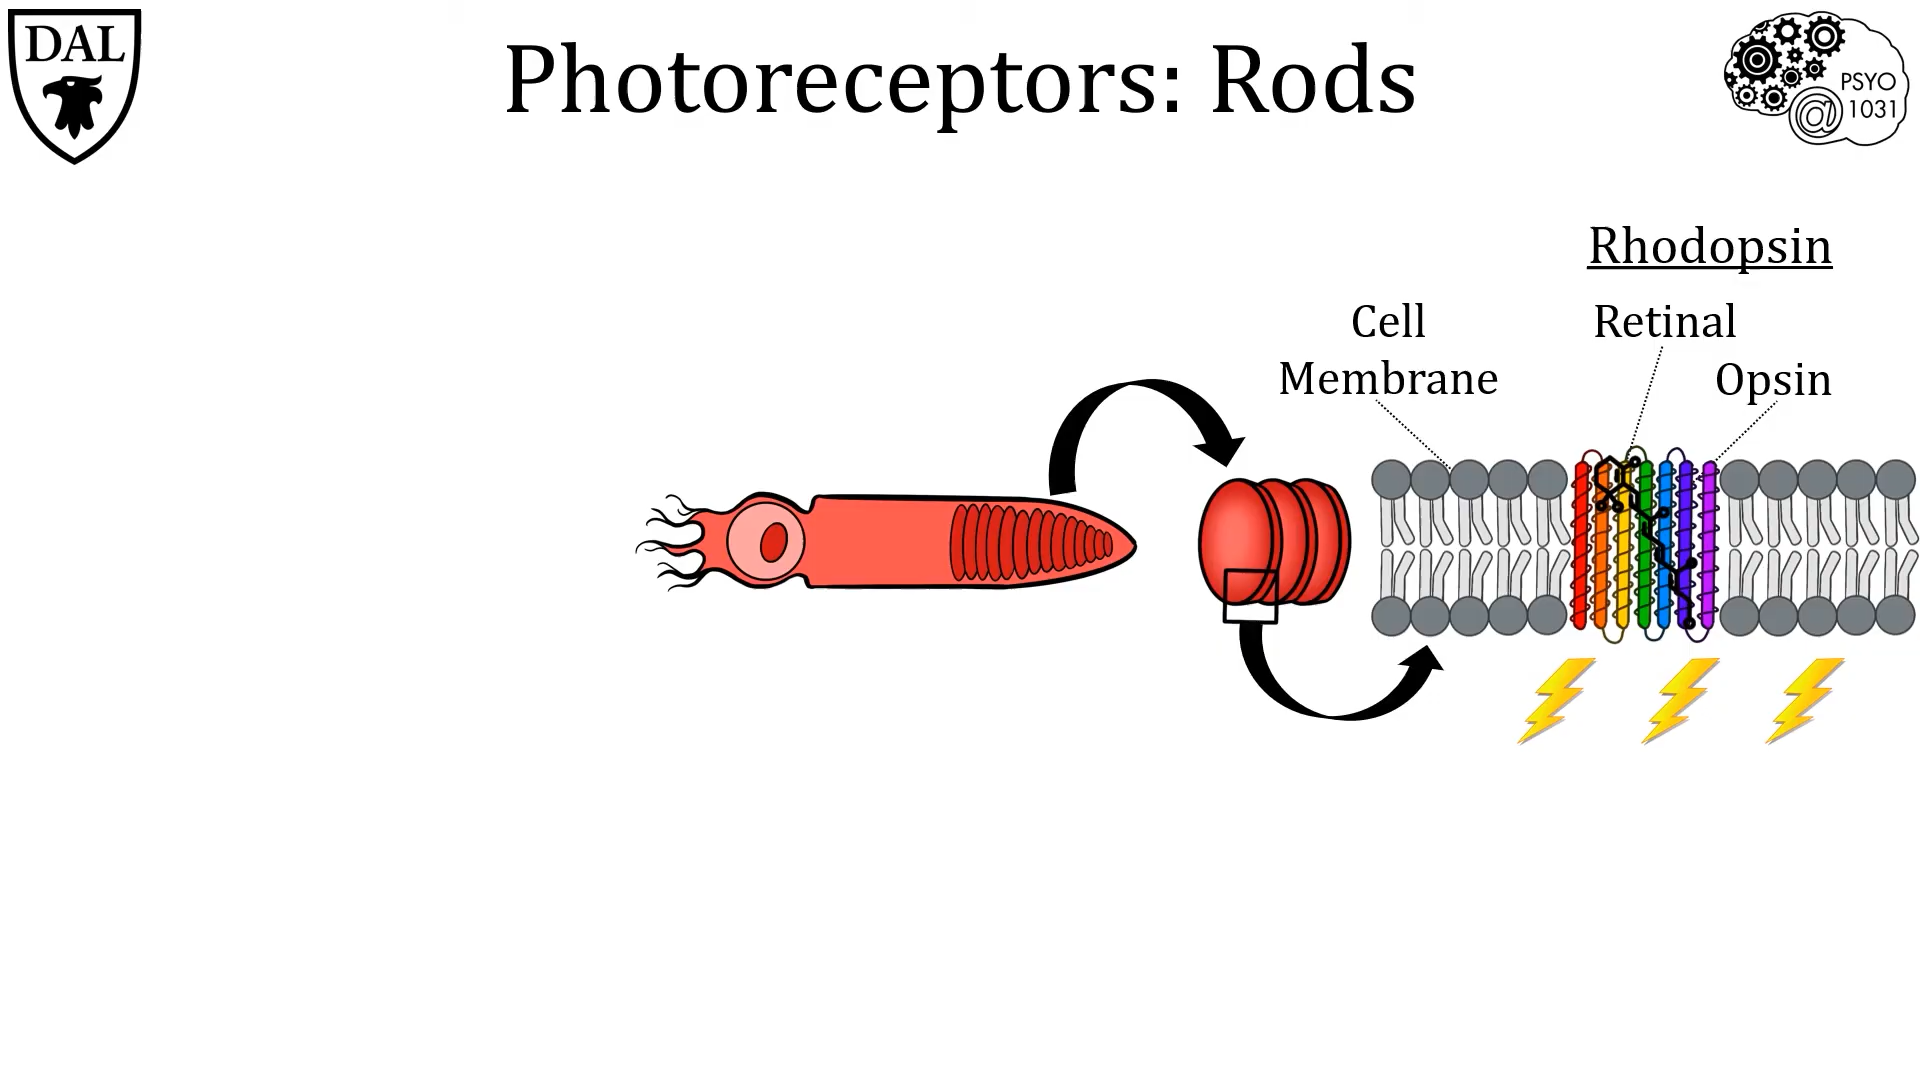 DAL
Photoreceptors: Rods
PSYO
@ 1031
Rhodopsin
Cell
Membrane
Retinal
Opsin